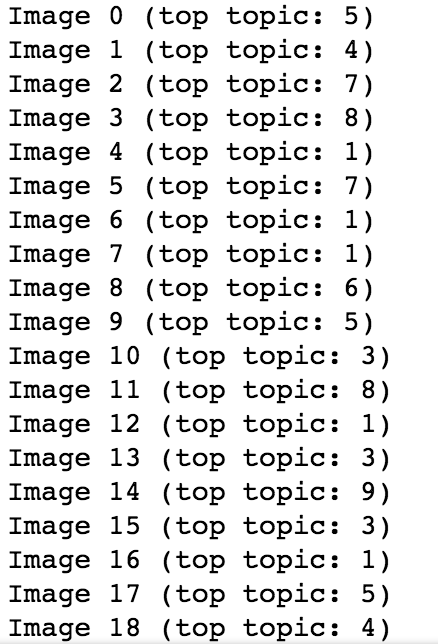 Image 0 (top topic: 5)
Image 1 (top topic: 4)
Image 2 (top topic: 7)
Image 3 (top topic: 8)
Image 4 (top topic: 1)
Image 5 (top topic: 7)
Image 6 (top topic: 1)
Image 7 (top topic: 1)
Image 8 (top topic: 6)
Image 9 (top topic: 5)
Image 10 (top topic: 3)
Image 11 (top topic: 8)
Image 12 (top topic: 1)
Image 13 (top topic: 3)
Image 14 (top topic: 9)
Image 15 (top topic: 3)
Image 16 (top topic: 1)
Image 17 (top topic: 5)
Image 18 (top topic: 4)